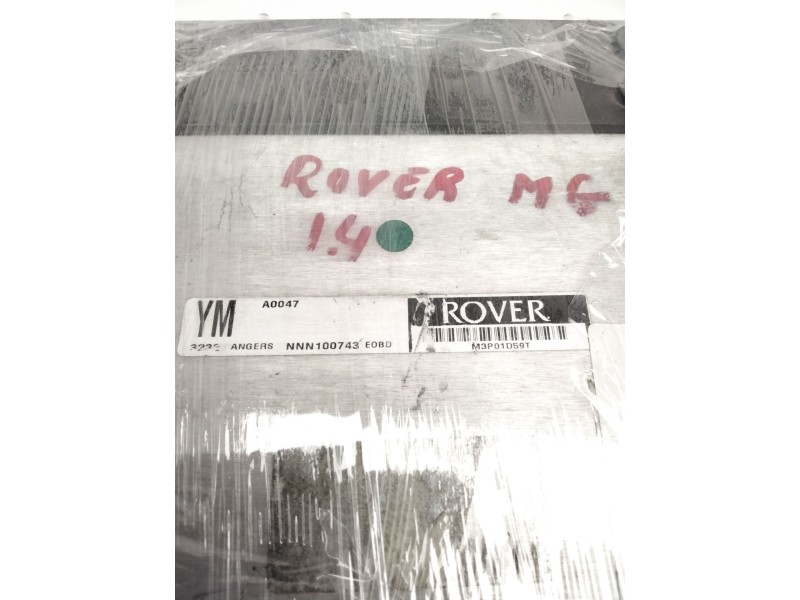 ROVER MG
1.4
YM A0047 ROVER
ANGERS NNN100743 EOBD M3P01D59T